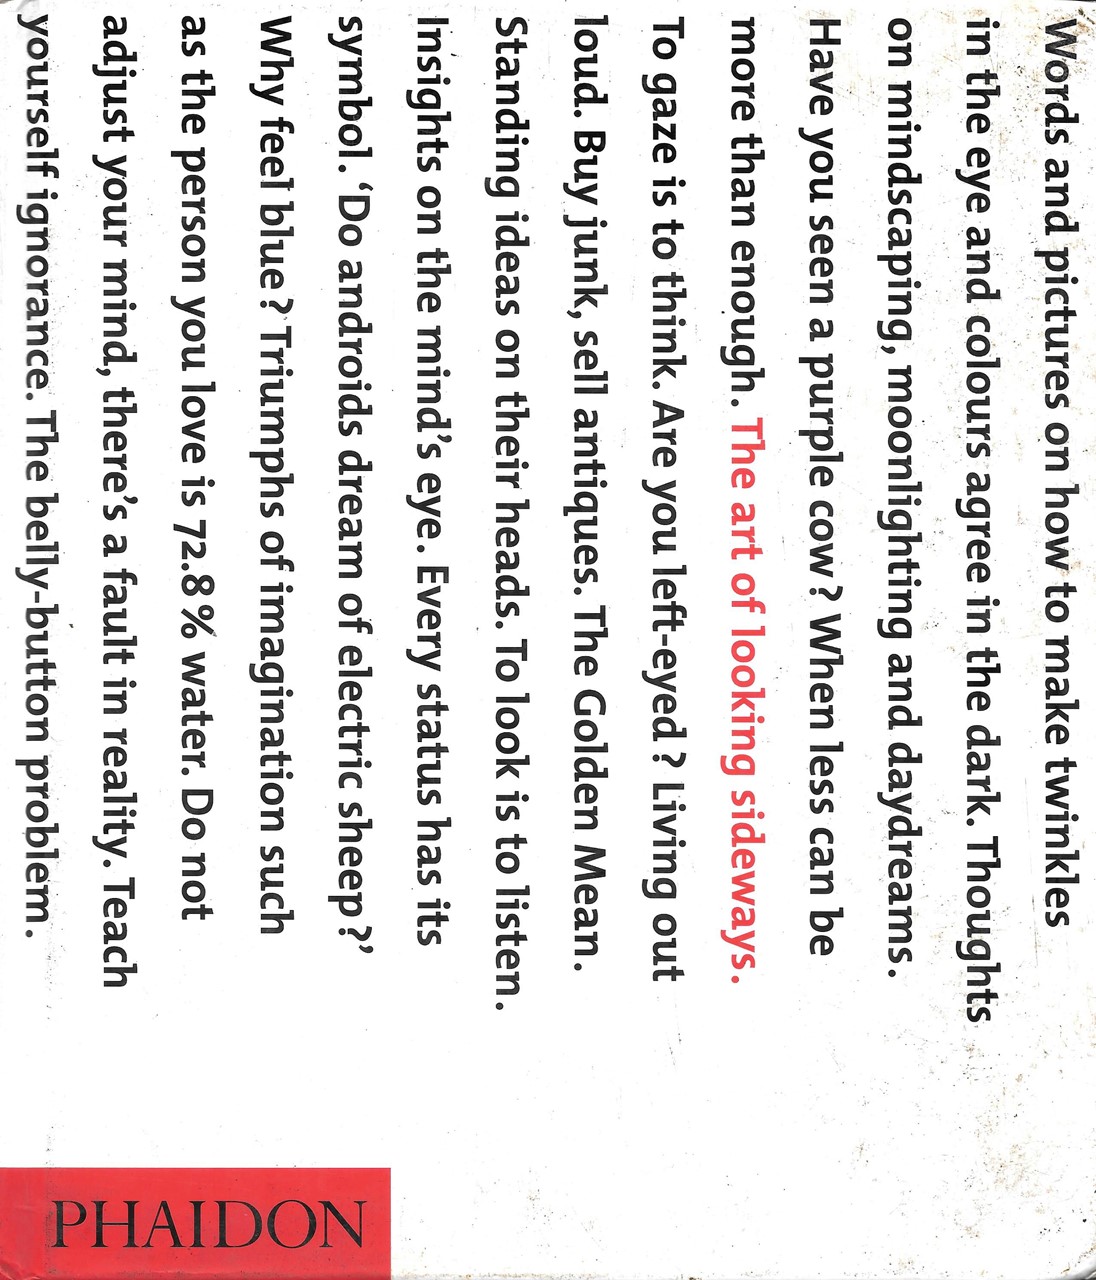 Words and pictures on how to make twinkles
in the eye and colours agree in the dark. Thoughts
on mindscaping, moonlighting and daydreams.
Have you seen a purple cow? When less can be
more than enough. The art of looking sideways.
To gaze is to think. Are you left-eyed? Living out
loud. Buy junk, sell antiques. The Golden Mean.
Standing ideas on their heads. To look is to listen.
Insights on the mind's eye. Every status has its
symbol. 'Do androids dream of electric sheep?'
Why feel blue? Triumphs of imagination such
as the person you love is 72.8% water. Do not
adjust your mind, there's a fault in reality. Teach
yourself ignorance. The belly-button problem.
PHAIDON